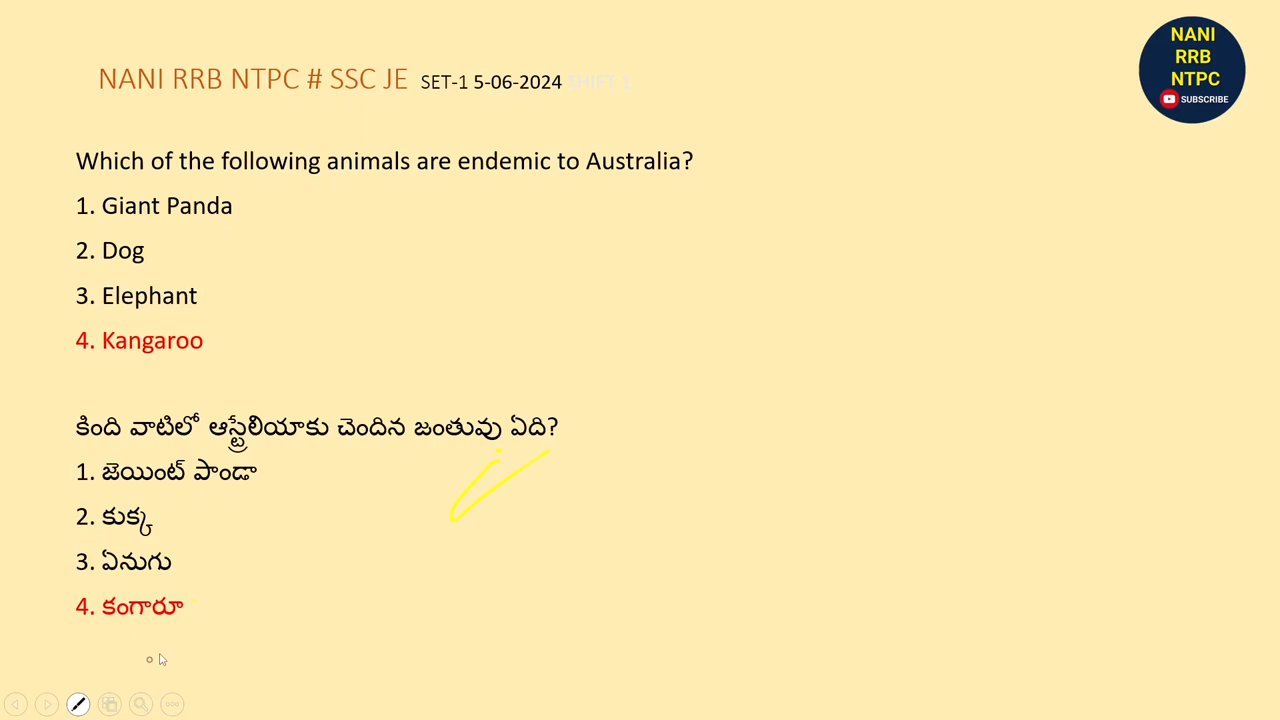 NANI RRB NTPC # SSC JE SET-1 5-06-2024 SHIFT 1
NANI
RRB
NTPC
SUBSCRIBE
Which of the following animals are endemic to Australia?
1. Giant Panda
2. Dog
3. Elephant
4. Kangaroo
కింది వాటిలో ఆస్ట్రేలియాకు చెందిన జంతువు ఏది?
1. జెయింట్ పాండా
2. కుక్క
3. ఏనుగు
4. కంగారూ